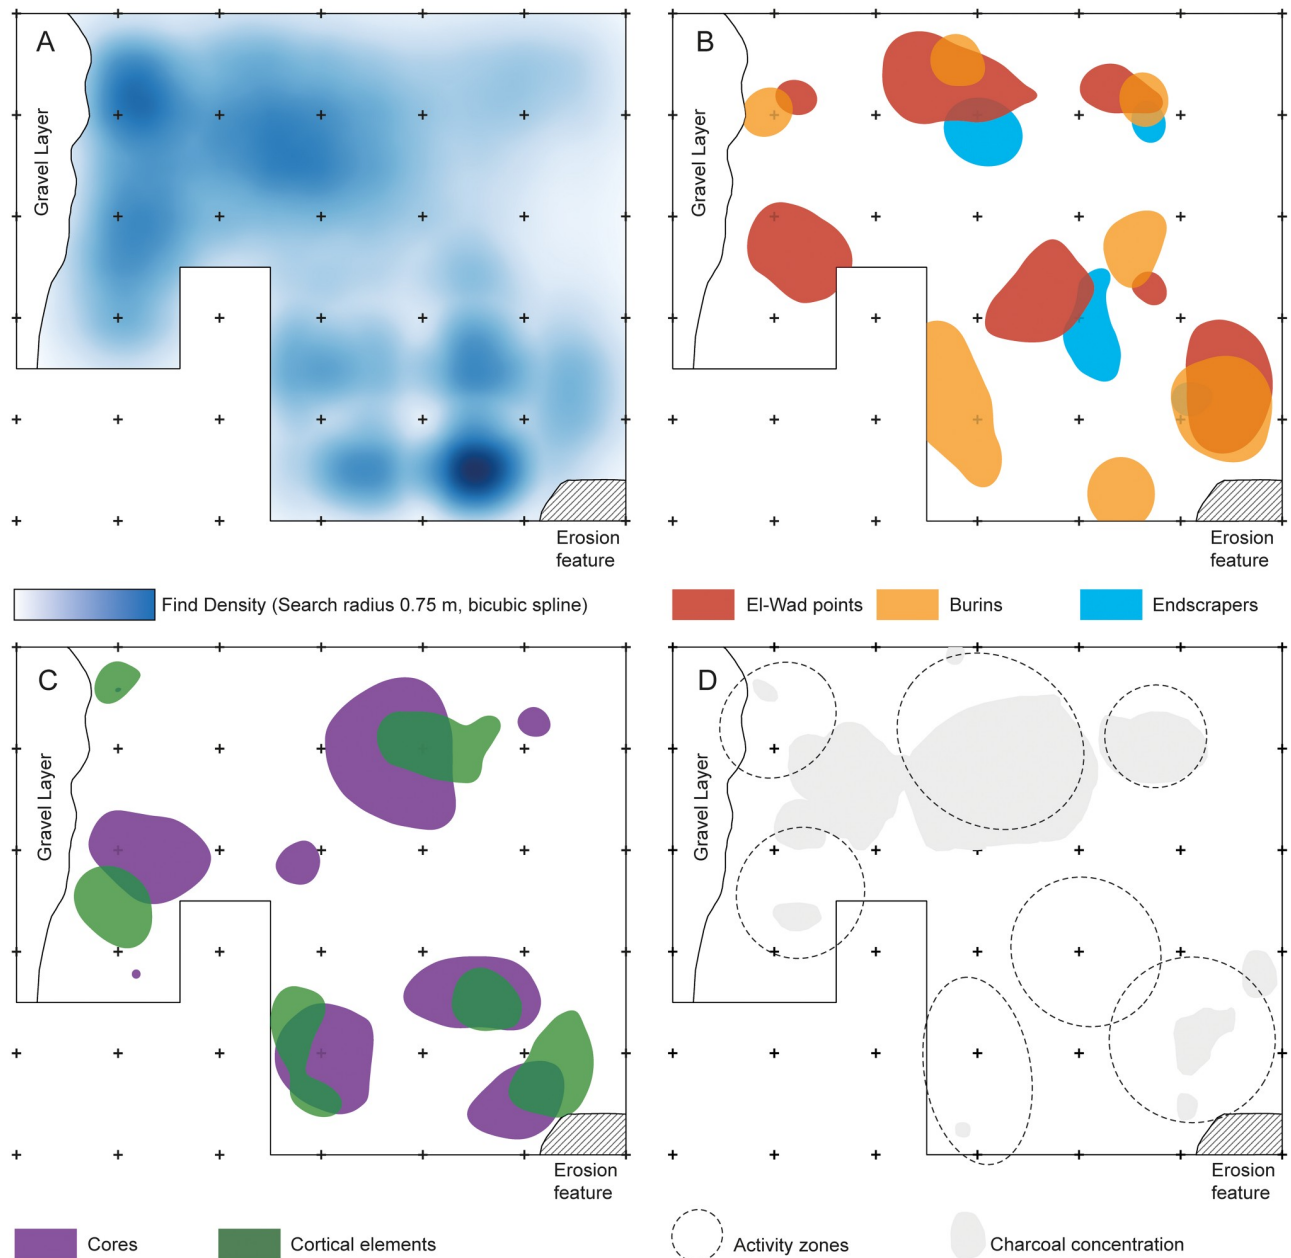 A
B
Gravel Layer
Gravel Layer
Erosion
feature
Erosion
feature
Find Density (Search radius 0.75 m, bicubic spline)
El-Wad points
Burins
Endscrapers
C
D
Gravel Layer
Gravel Layer
Erosion
feature
Erosion
feature
Cores
Cortical elements
Activity zones
Charcoal concentration